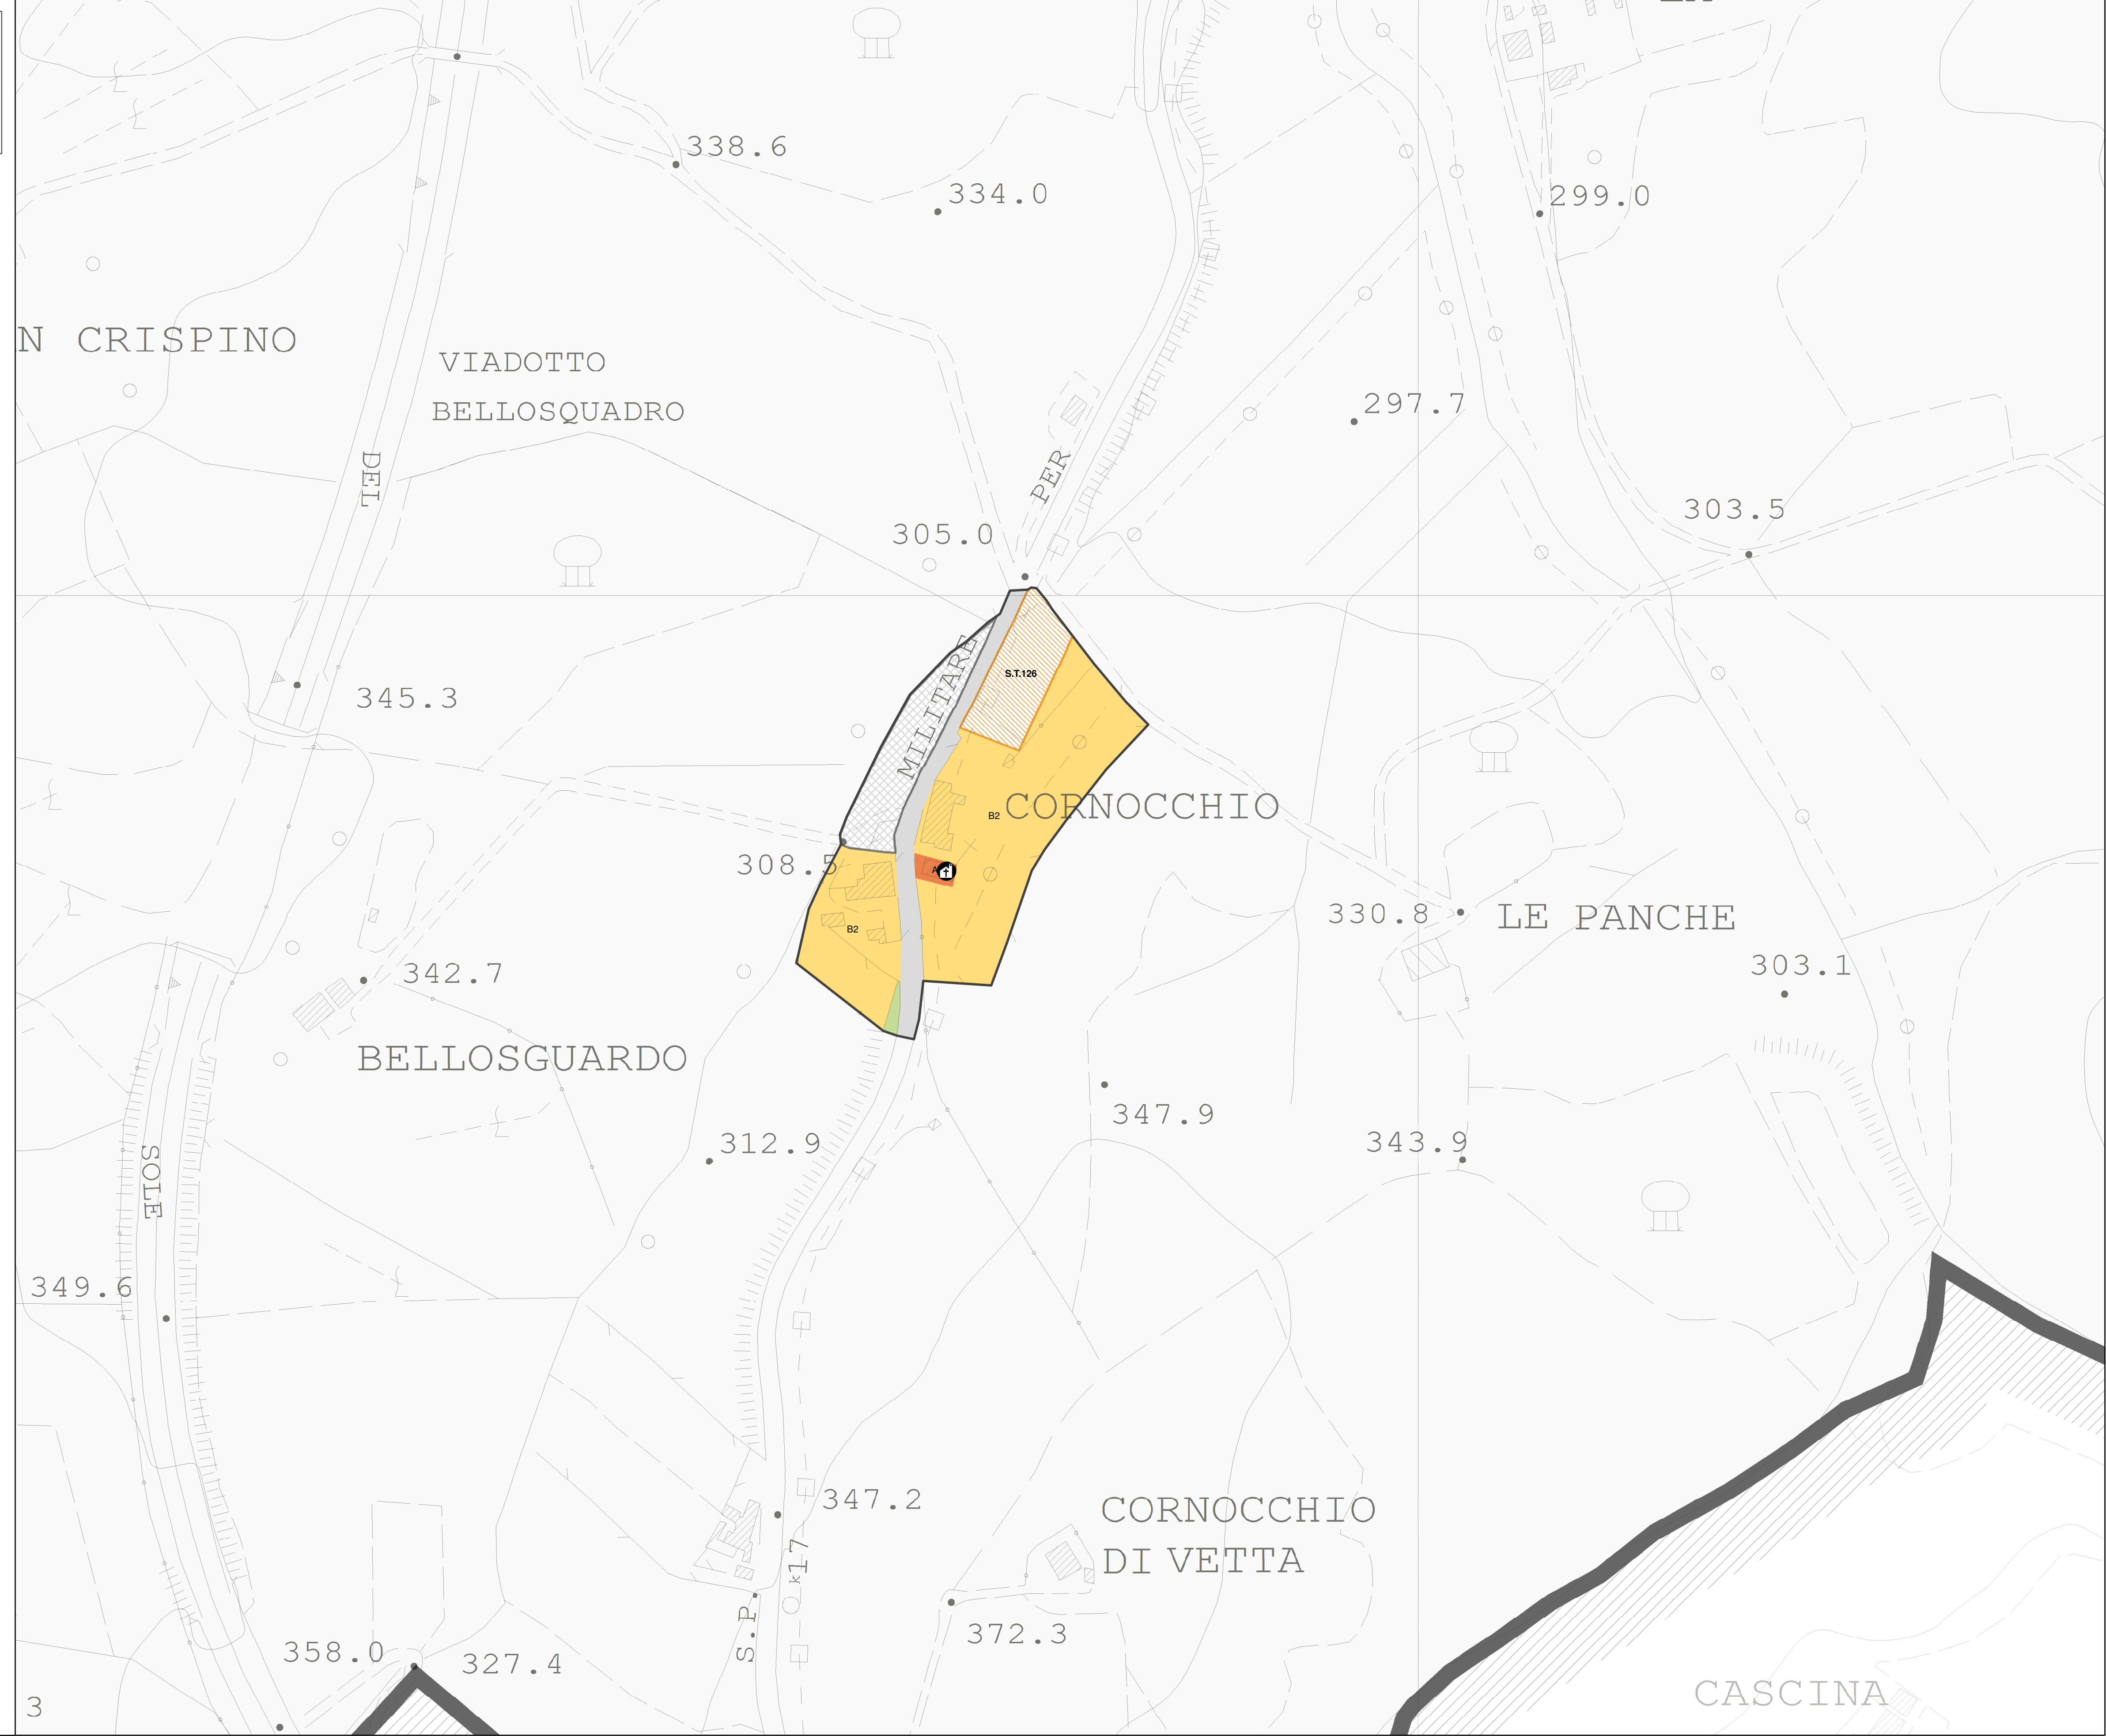 338.6
334.0
299.0
N CRISPINO
VIADOTTO
BELLOSQUADRO
297.7
DEL
PER
303.5
305.0
MILITARE
S.T.126
345.3
CORNOCCHIO
B2
308.5
A
330.8
LE PANCHE
B2
342.7
303.1
BELLOSGUARDO
347.9
312.9
343.9
SOLE
349.6
347.2
CORNOCCHIO
DI VETTA
k17
S.P.
372.3
358.0
327.4
CASCINA
3